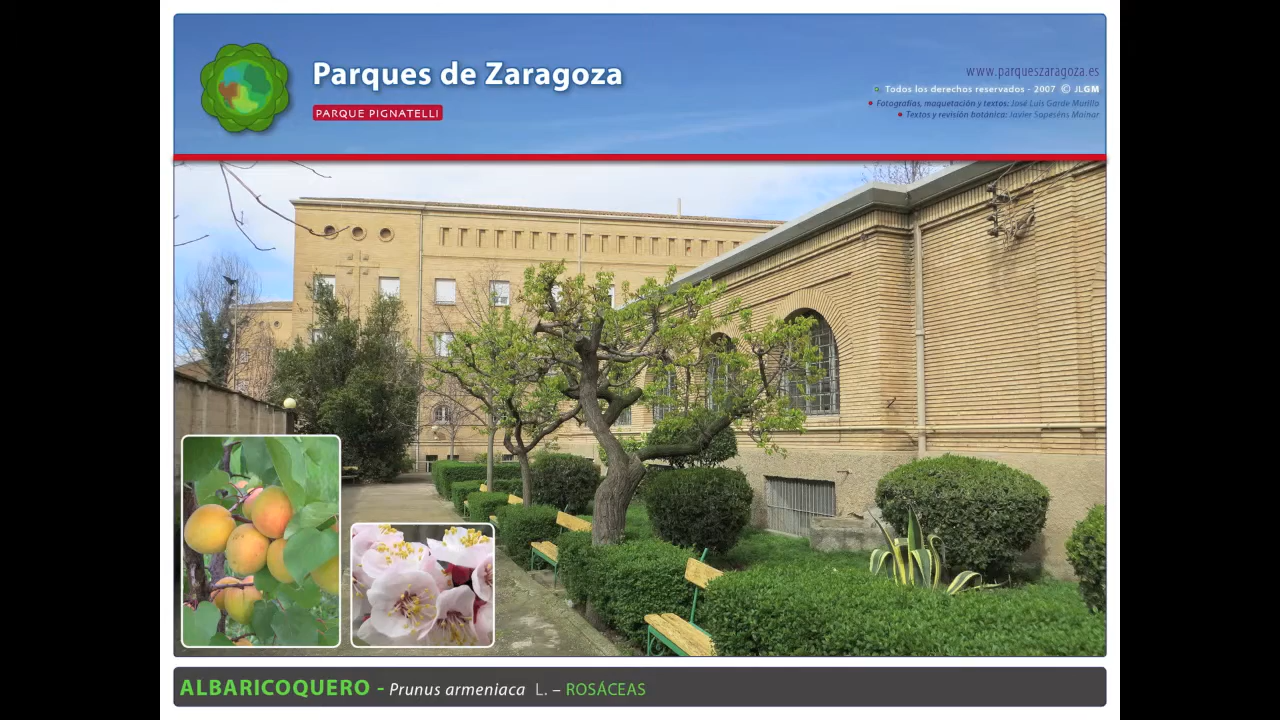 Parques de Zaragoza
PARQUE PIGNATELLI
www.parqueszaragoza.es
Todos los derechos reservados - 2007 © JLGM
Fotografías, maquetación y textos: José Luis Garde Murillo
Textos y revisión botánica: Javier Sopeséns Mainar
ALBARICOQUERO - Prunus armeniaca L. – ROSÁCEAS